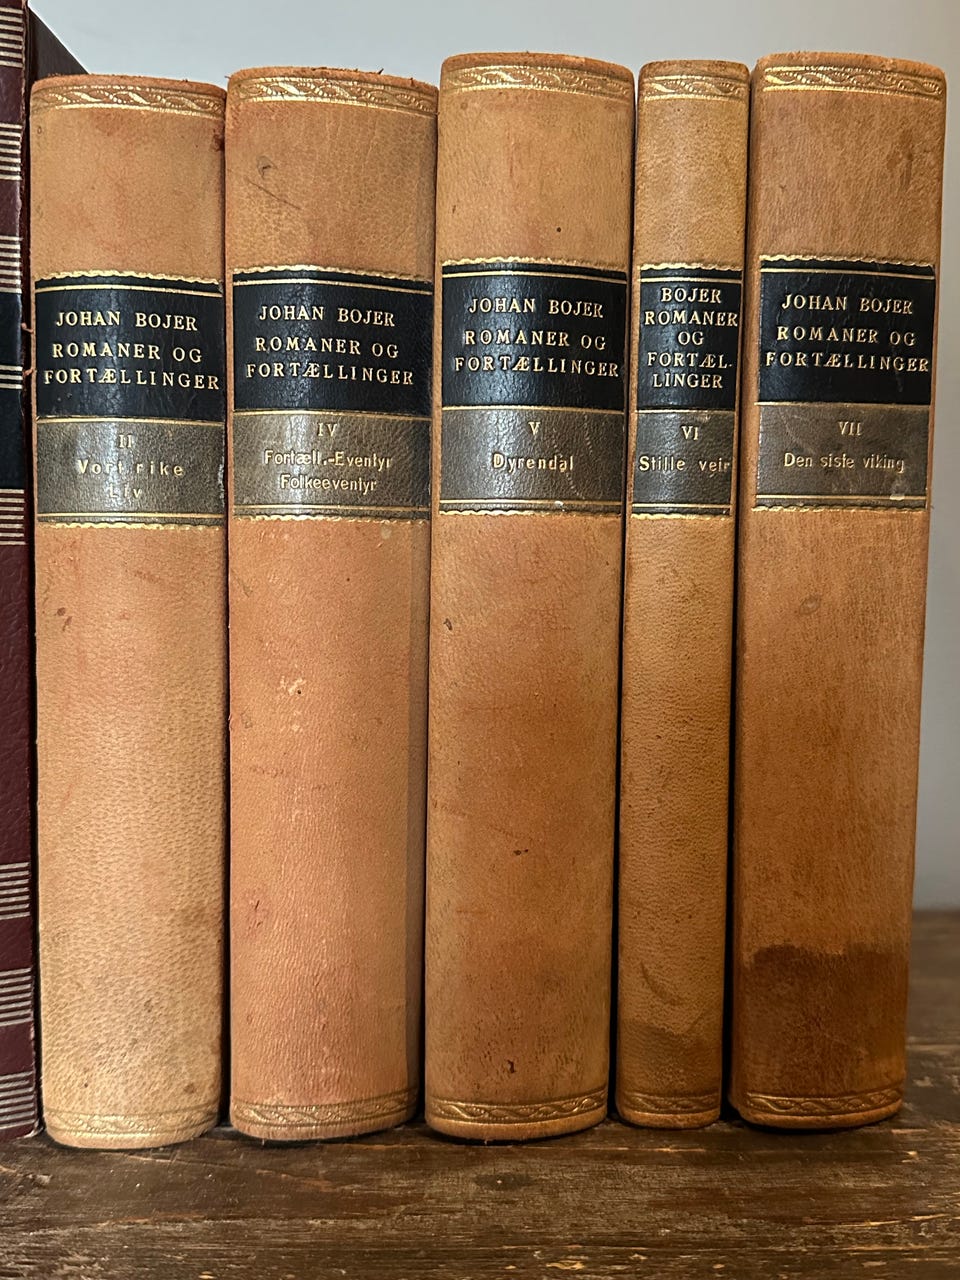 JOHAN BOJER
ROMANER OG
FORTÆLLINGER
II
Vort rike
Liv
JOHAN BOJER
ROMANER OG
FORTÆLLINGER
IV
Fortæll.-Eventyr
Folkeeventyr
JOHAN BOJER
ROMANER OG
FORTÆLLINGER
V
Dyrendal
BOJER
ROMANER
OG
FORTÆL-
LINGER
VI
Stille veir
JOHAN BOJER
ROMANER OG
FORTÆLLINGER
VII
Den siste viking